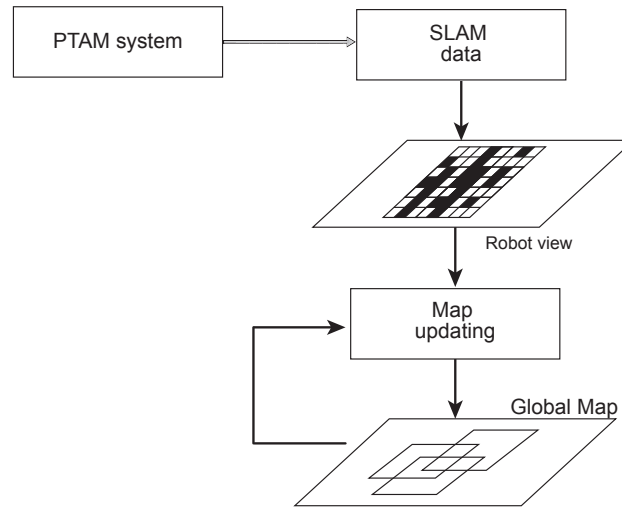 PTAM system
SLAM
data
Robot view
Map
updating
Global Map